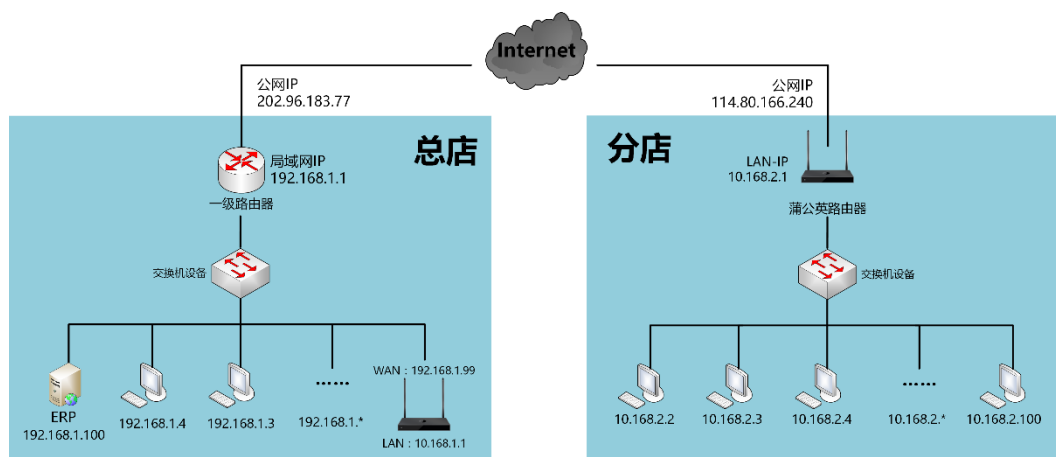 Internet
公网IP
202.96.183.77
公网IP
114.80.166.240
总店
局域网IP
192.168.1.1
一级路由器
交换机设备
ERP
192.168.1.100
192.168.1.4
192.168.1.3
......
192.168.1.*
WAN：192.168.1.99
LAN：10.168.1.1
分店
LAN-IP
10.168.2.1
蒲公英路由器
交换机设备
10.168.2.2
10.168.2.3
10.168.2.4
......
10.168.2.*
10.168.2.100